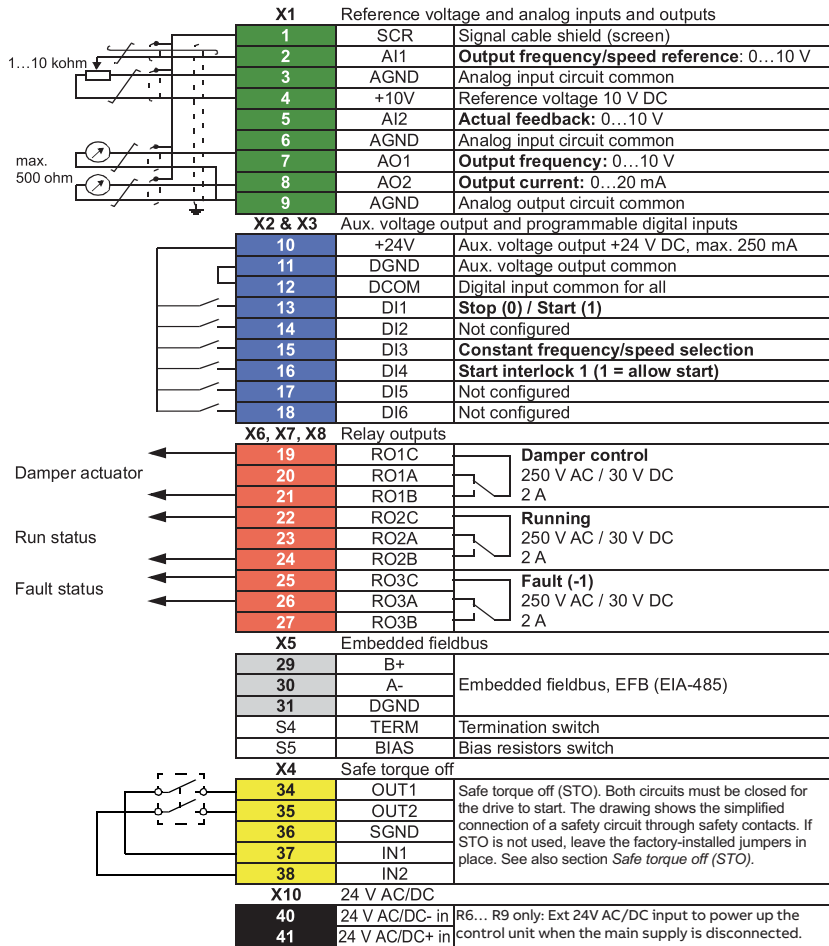 X1 Reference voltage and analog inputs and outputs
1 SCR Signal cable shield (screen)
2 AI1 Output frequency/speed reference: 0…10 V
1…10 kohm
3 AGND Analog input circuit common
4 +10V Reference voltage 10 V DC
5 AI2 Actual feedback: 0…10 V
6 AGND Analog input circuit common
max.
500 ohm
7 AO1 Output frequency: 0…10 V
8 AO2 Output current: 0…20 mA
9 AGND Analog output circuit common
X2 & X3 Aux. voltage output and programmable digital inputs
10 +24V Aux. voltage output +24 V DC, max. 250 mA
11 DGND Aux. voltage output common
12 DCOM Digital input common for all
13 DI1 Stop (0) / Start (1)
14 DI2 Not configured
15 DI3 Constant frequency/speed selection
16 DI4 Start interlock 1 (1 = allow start)
17 DI5 Not configured
18 DI6 Not configured
X6, X7, X8 Relay outputs
19 RO1C Damper control
Damper actuator
20 RO1A 250 V AC / 30 V DC
21 RO1B 2 A
22 RO2C Running
Run status
23 RO2A 250 V AC / 30 V DC
24 RO2B 2 A
25 RO3C Fault (-1)
Fault status
26 RO3A 250 V AC / 30 V DC
27 RO3B 2 A
X5 Embedded fieldbus
29 B+
30 A- Embedded fieldbus, EFB (EIA-485)
31 DGND
S4 TERM Termination switch
S5 BIAS Bias resistors switch
X4 Safe torque off
34 OUT1
35 OUT2
36 SGND
37 IN1
38 IN2
Safe torque off (STO). Both circuits must be closed for
the drive to start. The drawing shows the simplified
connection of a safety circuit through safety contacts. If
STO is not used, leave the factory-installed jumpers in
place. See also section Safe torque off (STO).
X10 24 V AC/DC
40 24 V AC/DC- in
41 24 V AC/DC+ in
R6… R9 only: Ext 24V AC/DC input to power up the
control unit when the main supply is disconnected.